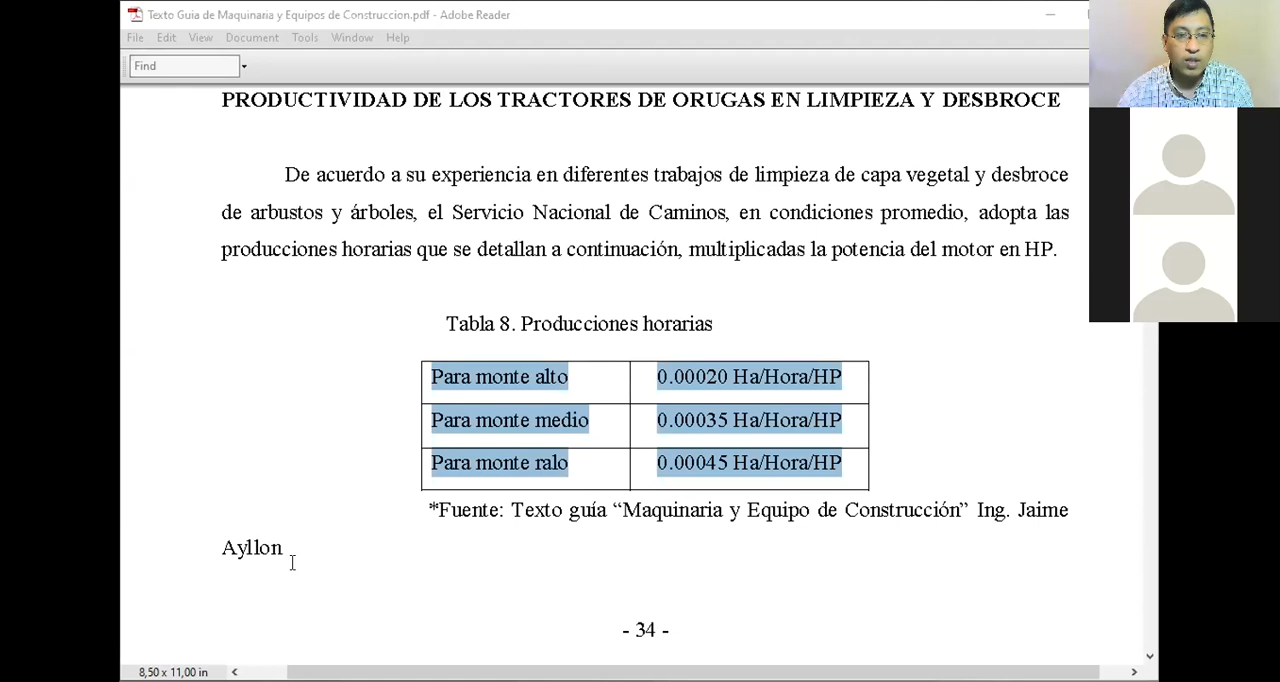 Texto Guia de Maquinaria y Equipos de Construccion.pdf - Adobe Reader
File Edit View Document Tools Window Help
Find
PRODUCTIVIDAD DE LOS TRACTORES DE ORUGAS EN LIMPIEZA Y DESBROCE
De acuerdo a su experiencia en diferentes trabajos de limpieza de capa vegetal y desbroce
de arbustos y árboles, el Servicio Nacional de Caminos, en condiciones promedio, adopta las
producciones horarias que se detallan a continuación, multiplicadas la potencia del motor en HP.
Tabla 8. Producciones horarias
Para monte alto 0.00020 Ha/Hora/HP
Para monte medio 0.00035 Ha/Hora/HP
Para monte ralo 0.00045 Ha/Hora/HP
*Fuente: Texto guía “Maquinaria y Equipo de Construcción” Ing. Jaime
Ayllon
- 34 -
8,50 x 11,00 in